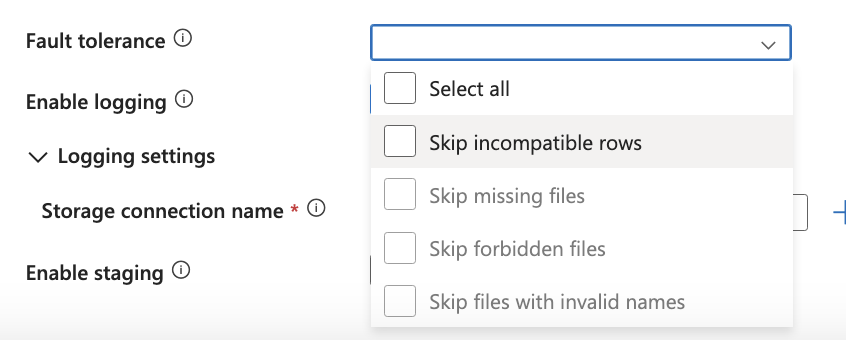 Fault tolerance
Select all
Enable logging
Skip incompatible rows
Logging settings
Skip missing files
Storage connection name *
Skip forbidden files
Enable staging
Skip files with invalid names